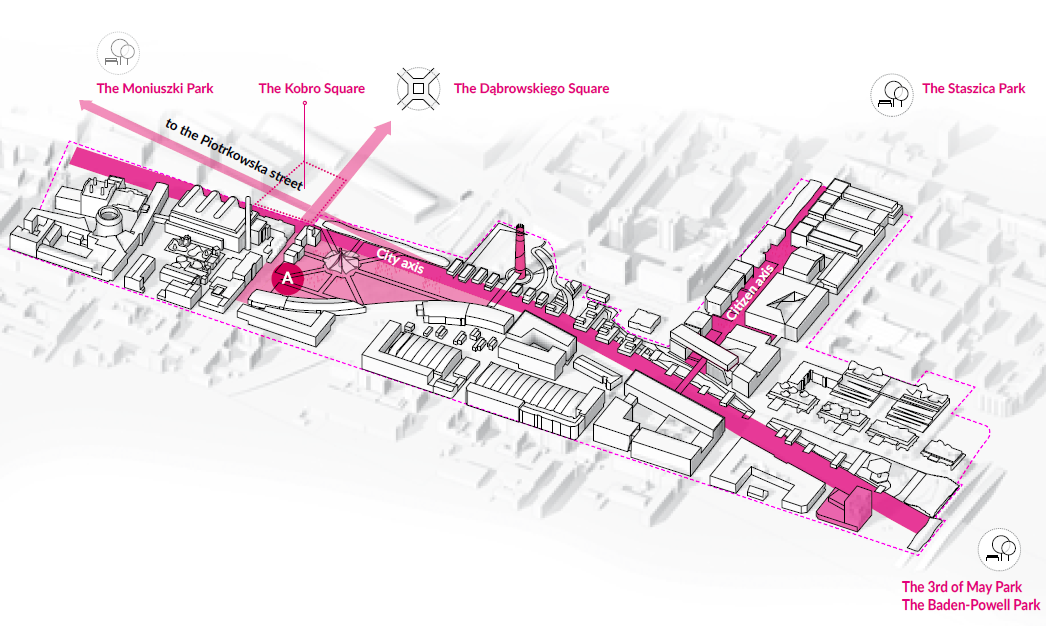 The Moniuszki Park
The Kobro Square
The Dąbrowskiego Square
The Staszica Park
to the Piotrkowska street
City axis
A
Citizen axis
The 3rd of May Park
The Baden-Powell Park